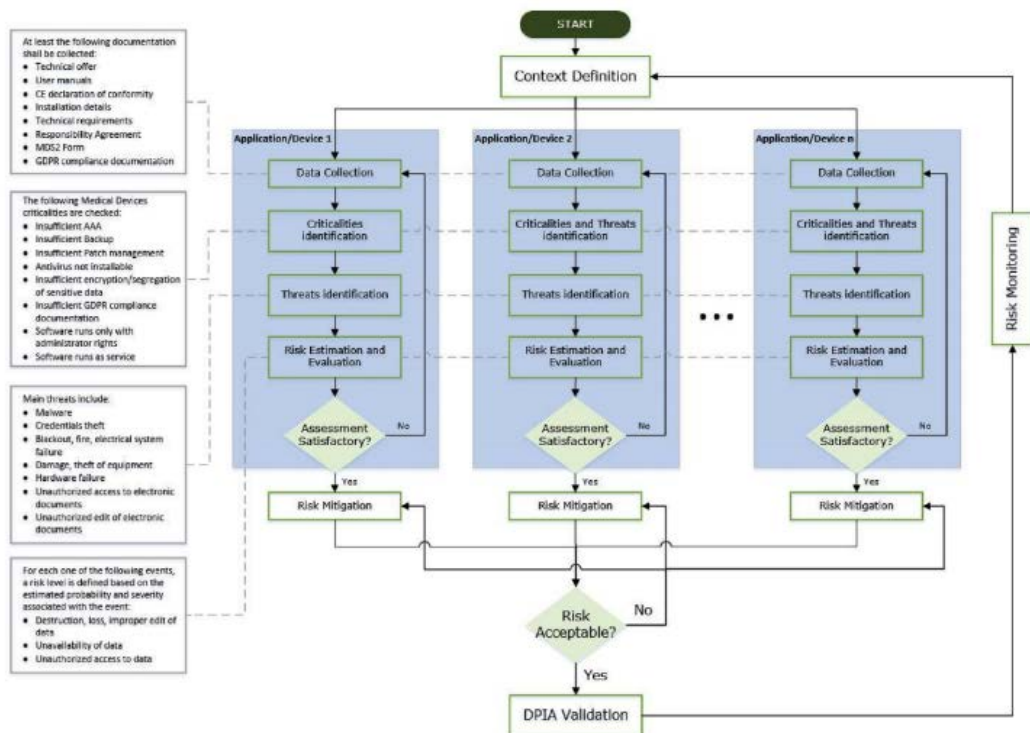 START
Context Definition
At least the following documentation
shall be collected:
• Technical offer
• User manuals
• CE declaration of conformity
• Installation details
• Technical requirements
• Responsibility Agreement
• MDS2 Form
• GDPR compliance documentation
The following Medical Devices
criticalities are checked:
• Insufficient AAA
• Insufficient Backup
• Insufficient Patch management
• Antivirus not installable
• Insufficient encryption/segregation
of sensitive data
• Insufficient GDPR compliance
documentation
• Software runs only with
administrator rights
• Software runs as service
Main threats include:
• Malware
• Credentials theft
• Blackout, fire, electrical system
failure
• Damage, theft of equipment
• Hardware failure
• Unauthorized access to electronic
documents
• Unauthorized edit of electronic
documents
For each one of the following events,
a risk level is defined based on the
estimated probability and severity
associated with the event:
• Destruction, loss, improper edit of
data
• Unavailability of data
• Unauthorized access to data
Application/Device 1
Data Collection
Criticalities
identification
Threats identification
Risk Estimation and
Evaluation
Assessment
Satisfactory?
No
Yes
Risk Mitigation
Application/Device 2
Data Collection
Criticalities and Threats
identification
Threats identification
Risk Estimation and
Evaluation
Assessment
Satisfactory?
No
Yes
Risk Mitigation
...
Application/Device n
Data Collection
Criticalities and Threats
identification
Threats identification
Risk Estimation and
Evaluation
Assessment
Satisfactory?
No
Yes
Risk Mitigation
Risk
Acceptable?
No
Yes
DPIA Validation
Risk Monitoring